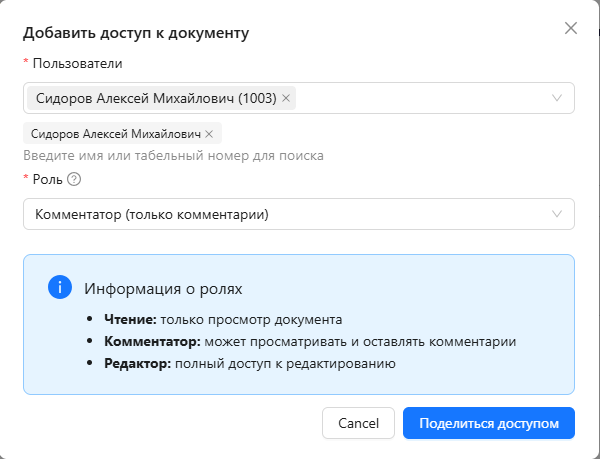 Добавить доступ к документу
* Пользователи
Сидоров Алексей Михайлович (1003)
Сидоров Алексей Михайлович
Введите имя или табельный номер для поиска
* Роль
Комментатор (только комментарии)
Информация о ролях
• Чтение: только просмотр документа
• Комментатор: может просматривать и оставлять комментарии
• Редактор: полный доступ к редактированию
Cancel Поделиться доступом